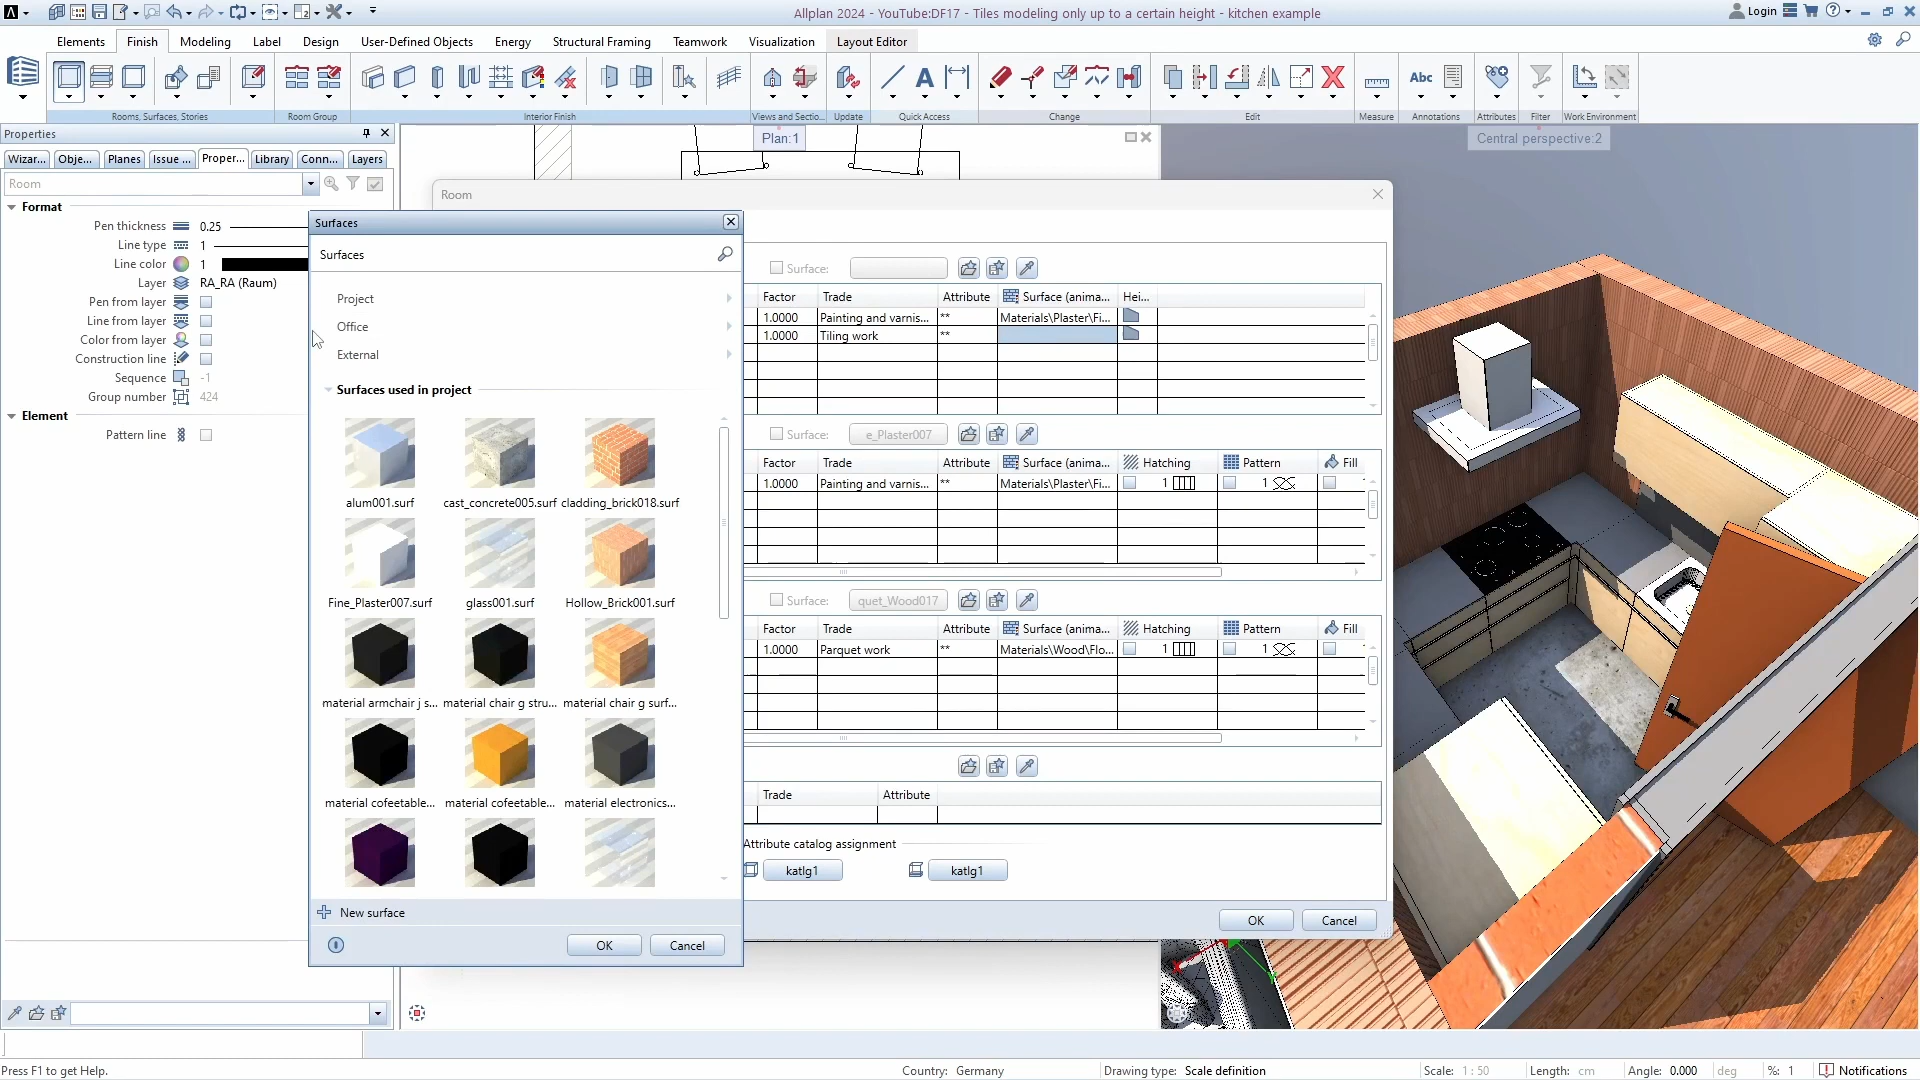 Allplan 2024 - YouTube:DF17 - Tiles modeling only up to a certain height - kitchen example
Login
Elements
Finish
Modeling
Label
Design
User-Defined Objects
Energy
Structural Framing
Teamwork
Visualization
Layout Editor
Abc
Rooms, Surfaces, Stories
Room Group
Interior Finish
Views and Sectio...
Update
Quick Access
Change
Edit
Measure
Annotations
Attributes
Filter
Work Environment
Properties
Plan:1
Central perspective:2
Wizar...
Obje...
Planes
Issue ...
Proper...
Library
Conn...
Layers
Room
Format
Pen thickness 0.25
Line type 1
Line color 1
Layer RA_RA (Raum)
Pen from layer
Line from layer
Color from layer
Construction line
Sequence -1
Group number 424
Element
Pattern line
Surfaces
Surfaces
Project
Office
External
Surfaces used in project
alum001.surf
cast_concrete005.surf
cladding_brick018.surf
Fine_Plaster007.surf
glass001.surf
Hollow_Brick001.surf
material armchair j s...
material chair g stru...
material chair g surf...
material cofeetable...
material cofeetable...
material electronics...
New surface
OK
Cancel
Room
Surface:
Factor Trade Attribute Surface (anima... Hei...
1.0000 Painting and varnis... ** Materials\Plaster\Fi...
1.0000 Tiling work **
Surface: e_Plaster007
Factor Trade Attribute Surface (anima... Hatching Pattern Fill
1.0000 Painting and varnis... ** Materials\Plaster\Fi... 1 1
Surface: quet_Wood017
Factor Trade Attribute Surface (anima... Hatching Pattern Fill
1.0000 Parquet work ** Materials\Wood\Flo... 1 1
Trade Attribute
Attribute catalog assignment
katlg1
katlg1
OK
Cancel
Press F1 to get Help.
Country: Germany
Drawing type: Scale definition
Scale: 1 : 50
Length: cm
Angle: 0.000 deg
%: 1
Notifications